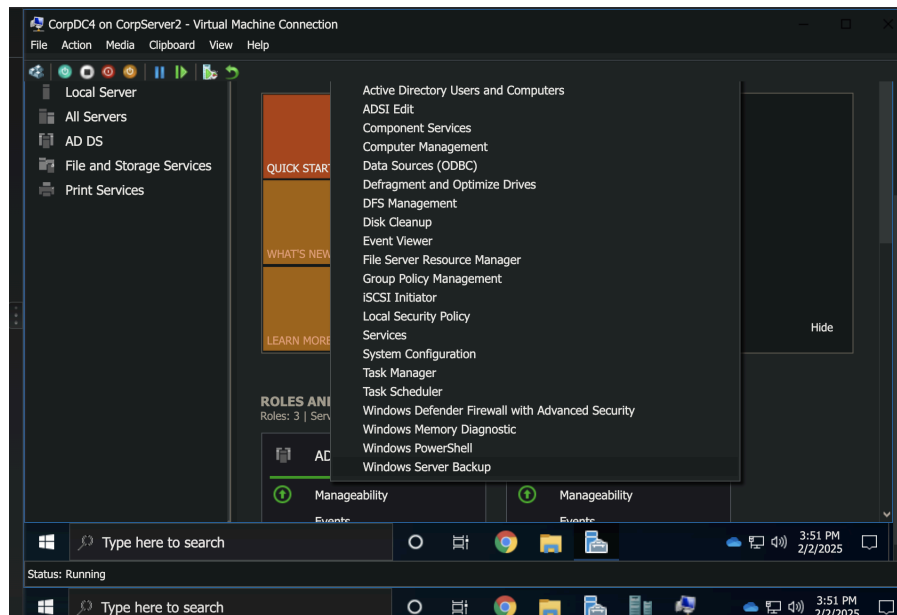 CorpDC4 on CorpServer2 - Virtual Machine Connection
File Action Media Clipboard View Help
Local Server
All Servers
AD DS
File and Storage Services
Print Services
QUICK START
WHAT'S NEW
LEARN MORE
Active Directory Users and Computers
ADSI Edit
Component Services
Computer Management
Data Sources (ODBC)
Defragment and Optimize Drives
DFS Management
Disk Cleanup
Event Viewer
File Server Resource Manager
Group Policy Management
iSCSI Initiator
Local Security Policy
Services
System Configuration
Task Manager
Task Scheduler
Windows Defender Firewall with Advanced Security
Windows Memory Diagnostic
Windows PowerShell
Windows Server Backup
Hide
ROLES AND
Roles: 3 | Serv
AD
Manageability
Events
Manageability
Events
Type here to search
3:51 PM
2/2/2025
Status: Running
Type here to search
3:51 PM
2/2/2025